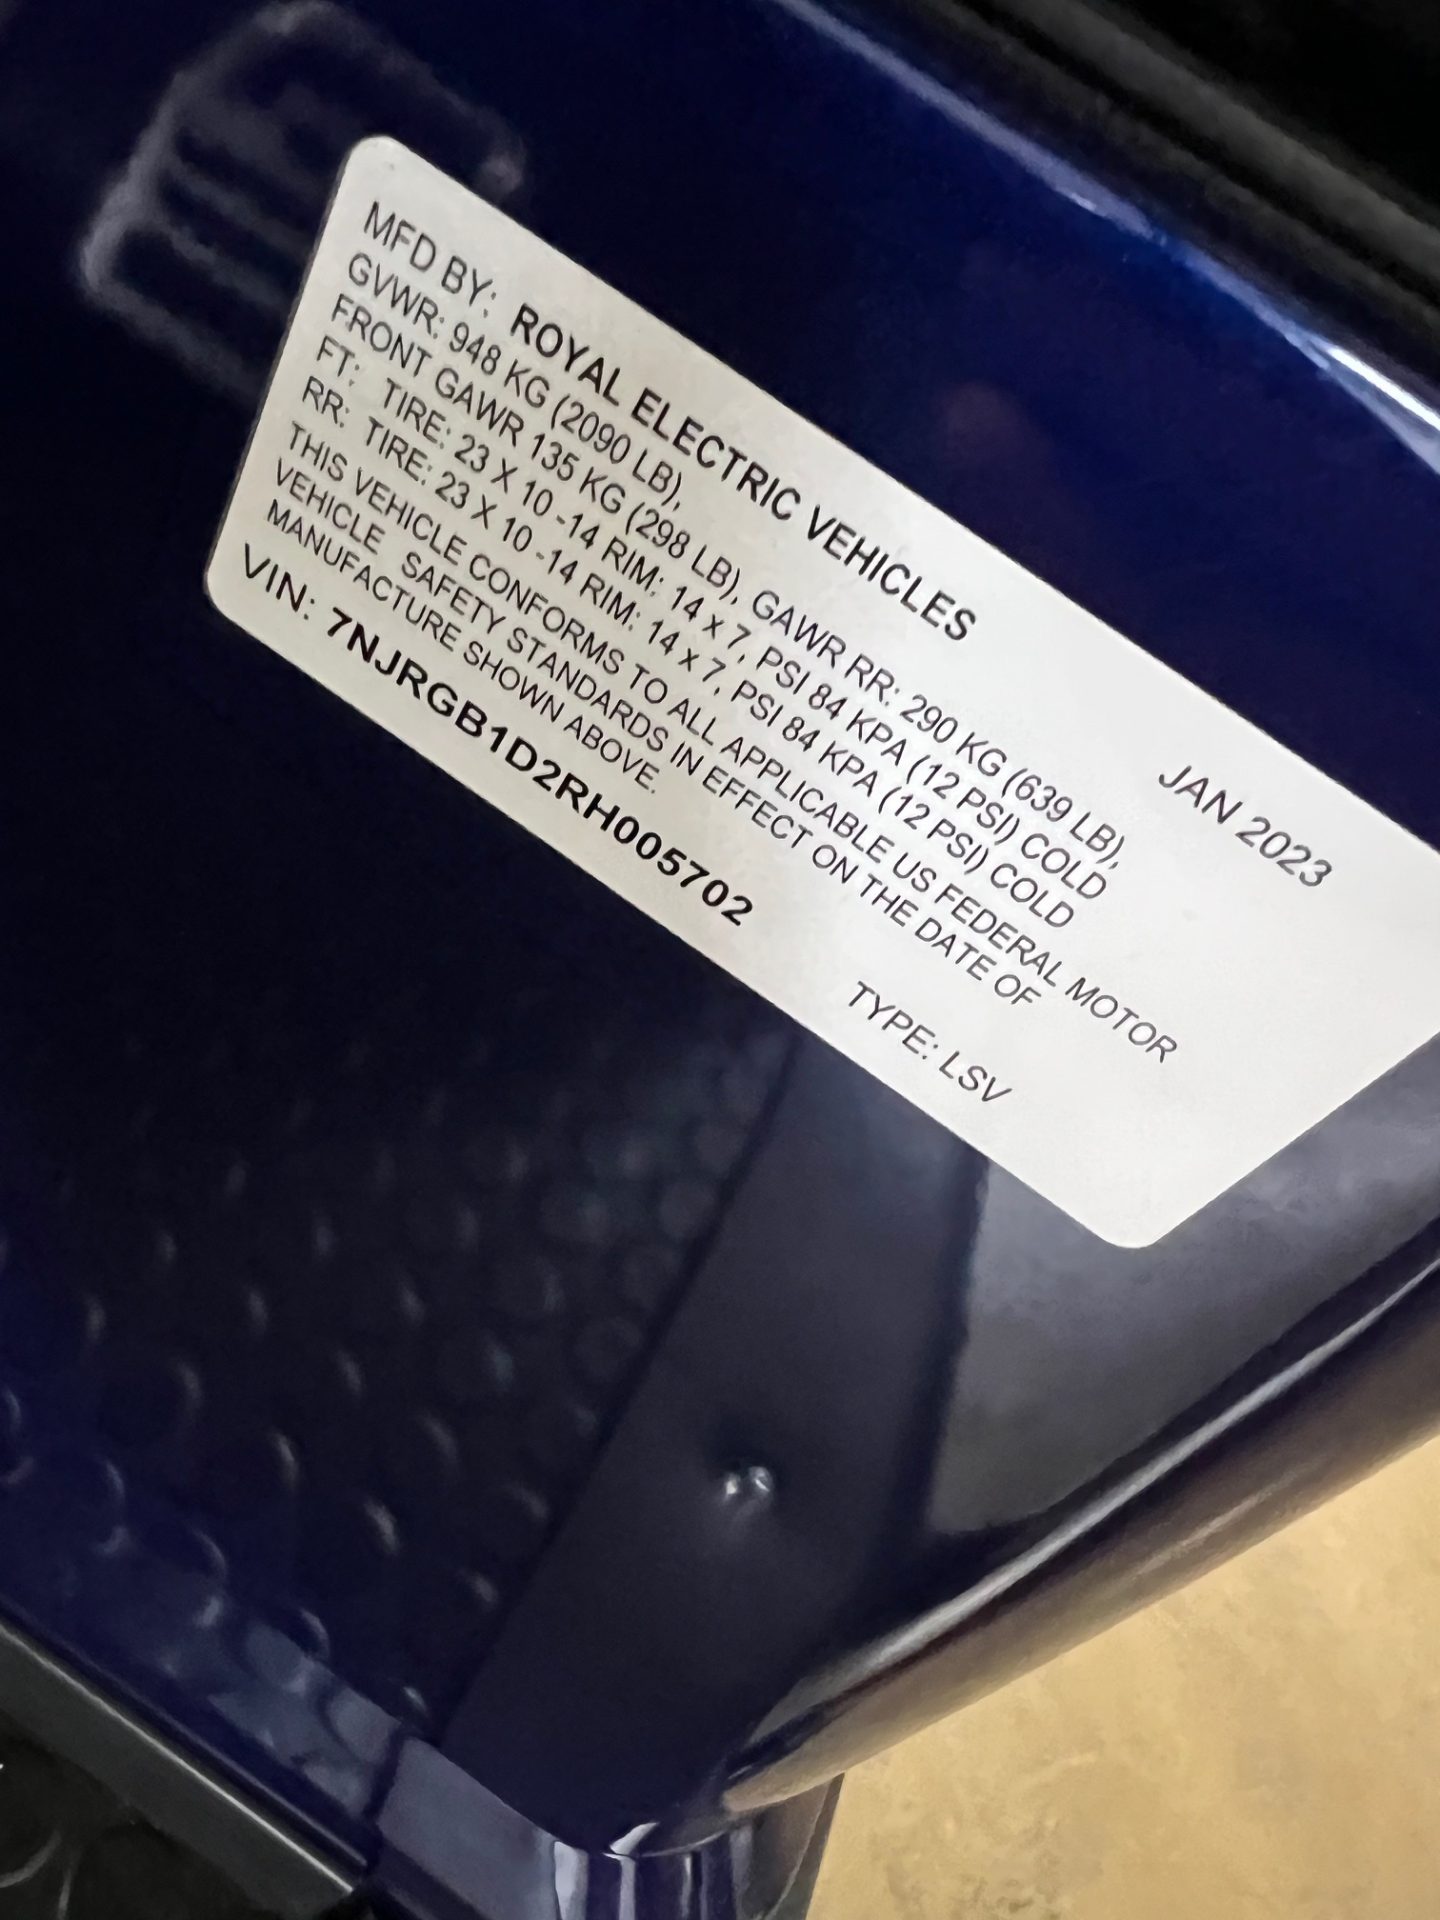 MFD BY: ROYAL ELECTRIC VEHICLES JAN 2023
GVWR: 948 KG (2090 LB),
FRONT GAWR 135 KG (298 LB), GAWR RR: 290 KG (639 LB),
FT: TIRE: 23 X 10 -14 RIM: 14 x 7, PSI 84 KPA (12 PSI) COLD
RR: TIRE: 23 X 10 -14 RIM: 14 x 7, PSI 84 KPA (12 PSI) COLD
THIS VEHICLE CONFORMS TO ALL APPLICABLE US FEDERAL MOTOR
VEHICLE SAFETY STANDARDS IN EFFECT ON THE DATE OF
MANUFACTURE SHOWN ABOVE.
VIN: 7NJRGB1D2RH005702 TYPE: LSV